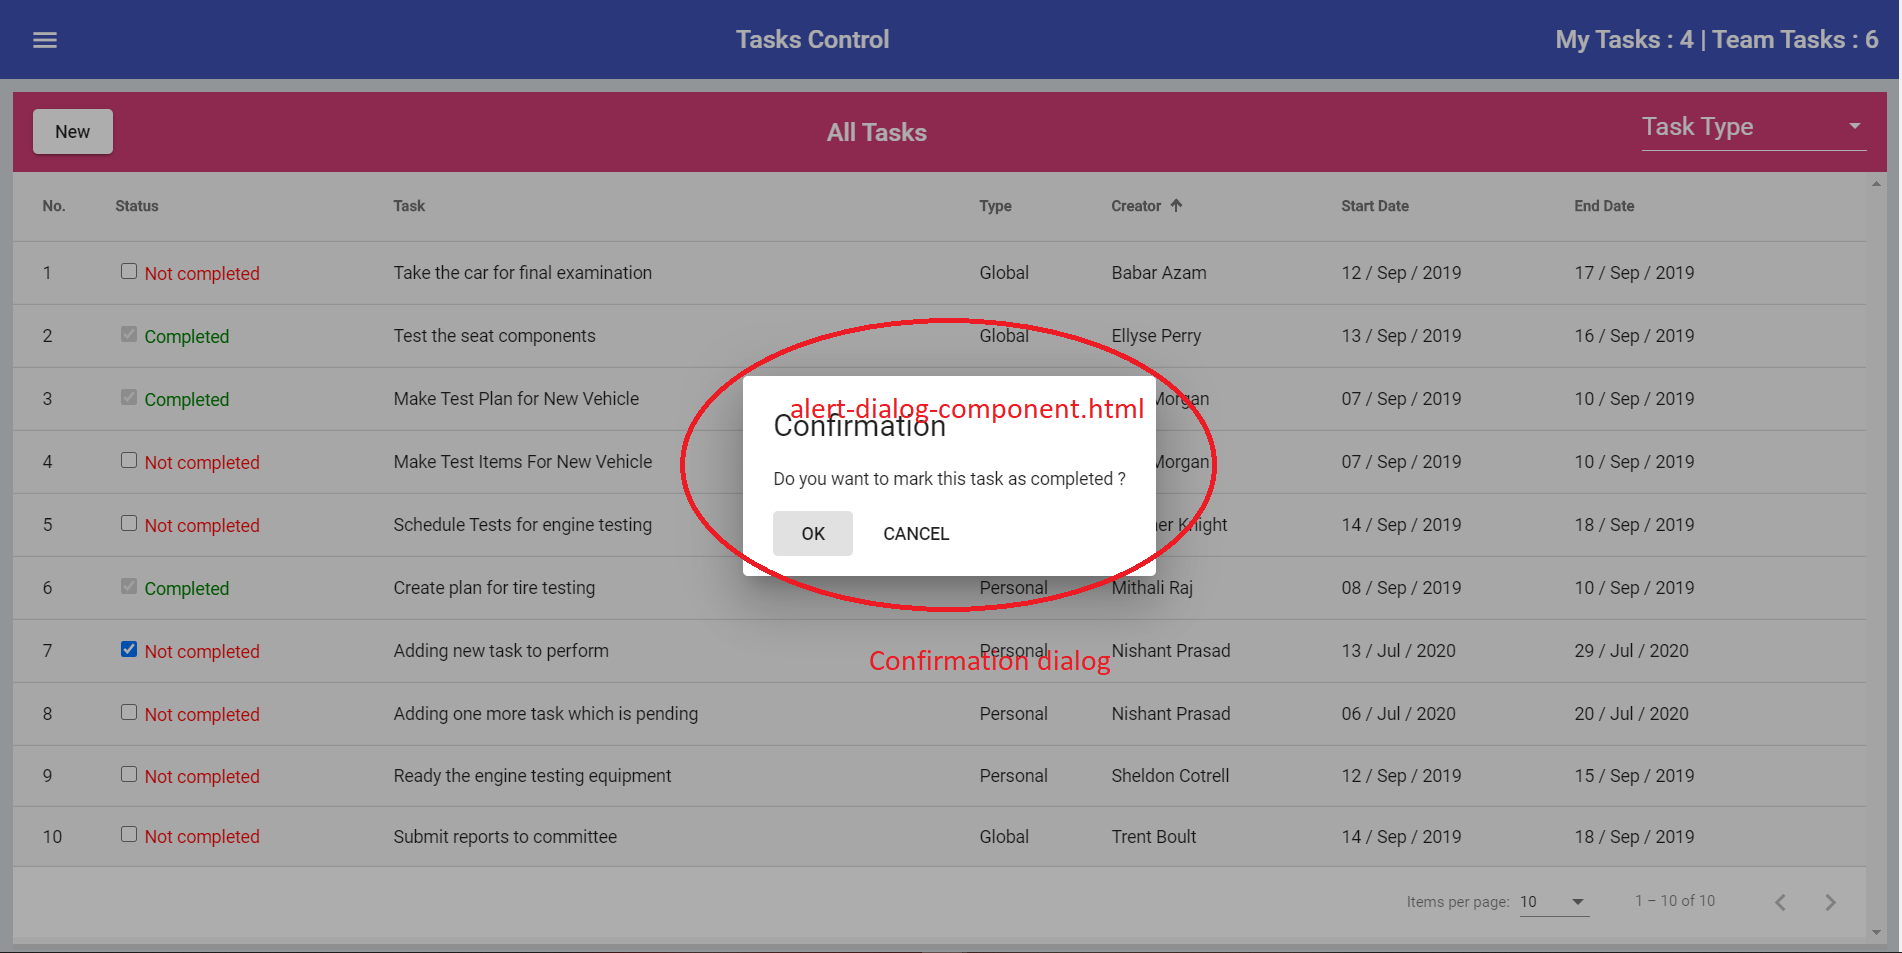 Tasks Control
My Tasks : 4 | Team Tasks : 6
New
All Tasks
Task Type
No. Status Task Type Creator Start Date End Date
1 Not completed Take the car for final examination Global Babar Azam 12 / Sep / 2019 17 / Sep / 2019
2 Completed Test the seat components Global Ellyse Perry 13 / Sep / 2019 16 / Sep / 2019
3 Completed Make Test Plan for New Vehicle Morgan 07 / Sep / 2019 10 / Sep / 2019
4 Not completed Make Test Items For New Vehicle Morgan 07 / Sep / 2019 10 / Sep / 2019
5 Not completed Schedule Tests for engine testing Knight 14 / Sep / 2019 18 / Sep / 2019
6 Completed Create plan for tire testing Personal Mithali Raj 08 / Sep / 2019 10 / Sep / 2019
7 Not completed Adding new task to perform Personal Nishant Prasad 13 / Jul / 2020 29 / Jul / 2020
8 Not completed Adding one more task which is pending Personal Nishant Prasad 06 / Jul / 2020 20 / Jul / 2020
9 Not completed Ready the engine testing equipment Personal Sheldon Cotrell 12 / Sep / 2019 15 / Sep / 2019
10 Not completed Submit reports to committee Global Trent Boult 14 / Sep / 2019 18 / Sep / 2019
alert-dialog-component.html
Confirmation
Do you want to mark this task as completed ?
OK CANCEL
Confirmation dialog
Items per page: 10 1 – 10 of 10